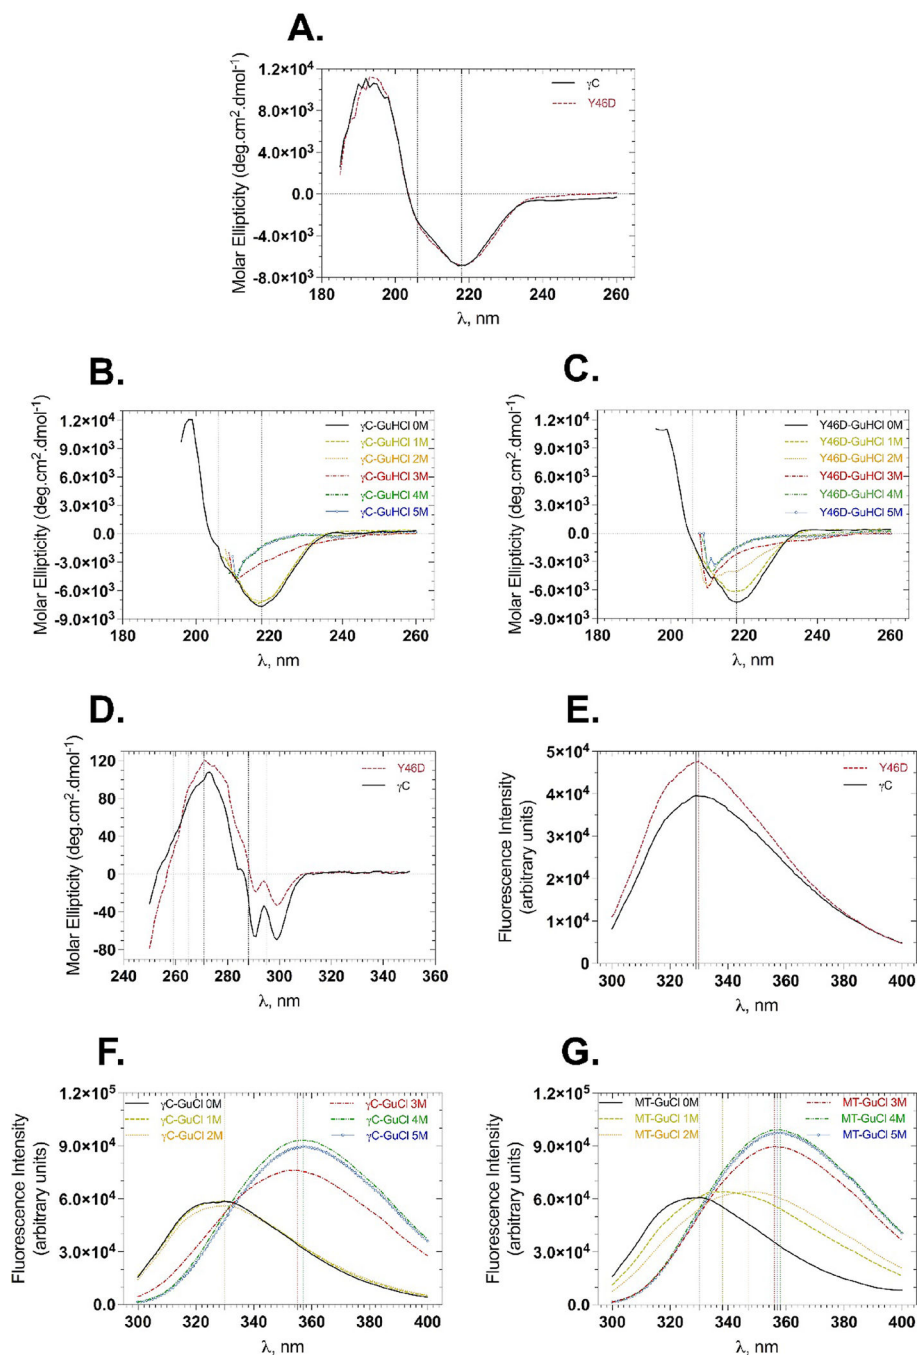 A.
1.2×10⁴
8.0×10³
4.0×10³
0.0
-4.0×10³
-8.0×10³
Molar Ellipticity (deg.cm².dmol⁻¹)
γC
Y46D
180 200 220 240 260
λ, nm
B.
1.2×10⁴
9.0×10³
6.0×10³
3.0×10³
0.0
-3.0×10³
-6.0×10³
-9.0×10³
Molar Ellipticity (deg.cm².dmol⁻¹)
γC-GuHCl 0M
γC-GuHCl 1M
γC-GuHCl 2M
γC-GuHCl 3M
γC-GuHCl 4M
γC-GuHCl 5M
180 200 220 240 260
λ, nm
C.
1.2×10⁴
9.0×10³
6.0×10³
3.0×10³
0.0
-3.0×10³
-6.0×10³
-9.0×10³
Molar Ellipticity (deg.cm².dmol⁻¹)
Y46D-GuHCl 0M
Y46D-GuHCl 1M
Y46D-GuHCl 2M
Y46D-GuHCl 3M
Y46D-GuHCl 4M
Y46D-GuHCl 5M
180 200 220 240 260
λ, nm
D.
120
80
40
0
-40
-80
Molar Ellipticity (deg.cm².dmol⁻¹)
Y46D
γC
240 260 280 300 320 340 360
λ, nm
E.
5×10⁴
4×10⁴
3×10⁴
2×10⁴
1×10⁴
0
Fluorescence Intensity
(arbitrary units)
Y46D
γC
300 320 340 360 380 400
λ, nm
F.
1.2×10⁵
9.0×10⁴
6.0×10⁴
3.0×10⁴
0.0
Fluorescence Intensity
(arbitrary units)
γC-GuCl 0M γC-GuCl 3M
γC-GuCl 1M γC-GuCl 4M
γC-GuCl 2M γC-GuCl 5M
300 320 340 360 380 400
λ, nm
G.
1.2×10⁵
9.0×10⁴
6.0×10⁴
3.0×10⁴
0.0
Fluorescence Intensity
(arbitrary units)
MT-GuCl 0M MT-GuCl 3M
MT-GuCl 1M MT-GuCl 4M
MT-GuCl 2M MT-GuCl 5M
300 320 340 360 380 400
λ, nm